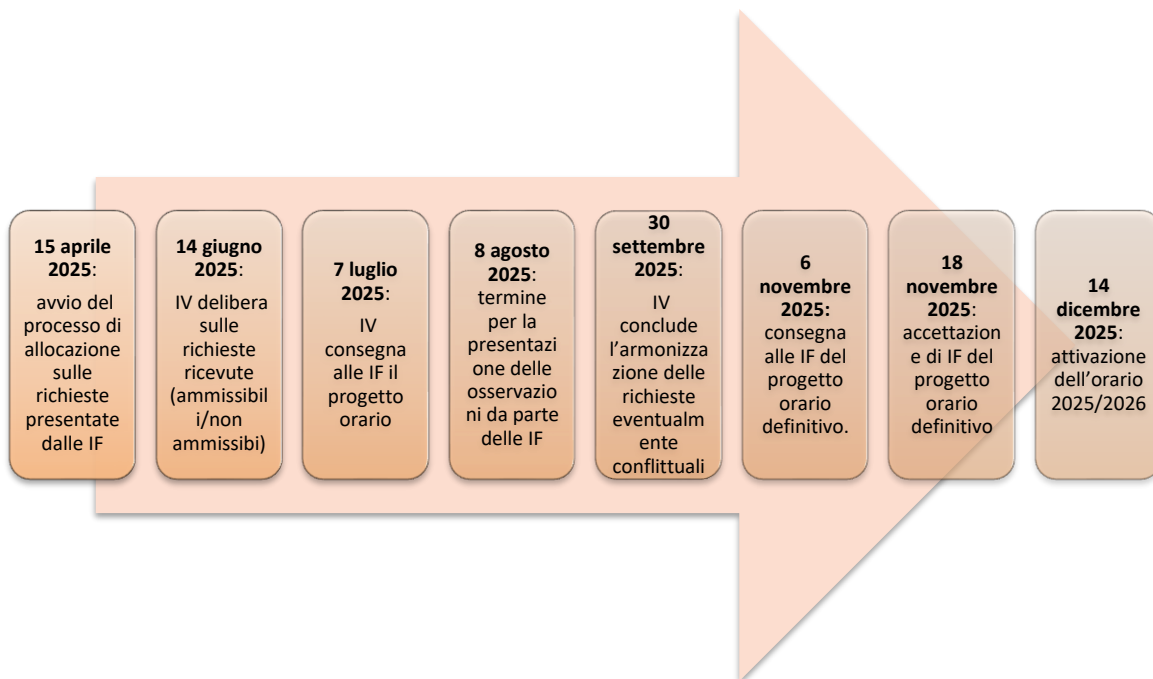 15 aprile
2025:
avvio del
processo di
allocazione
sulle
richieste
presentate
dalle IF
14 giugno
2025:
IV delibera
sulle
richieste
ricevute
(ammissibil
i/non
ammissibi)
7 luglio
2025:
IV
consegna
alle IF il
progetto
orario
8 agosto
2025:
termine
per la
presentazi
one delle
osservazio
ni da parte
delle IF
30
settembre
2025:
IV
conclude
l’armonizza
zione delle
richieste
eventualm
ente
conflittuali
6
novembre
2025:
consegna
alle IF del
progetto
orario
definitivo.
18
novembre
2025:
accettazion
e di IF del
progetto
orario
definitivo
14
dicembre
2025:
attivazione
dell’orario
2025/2026